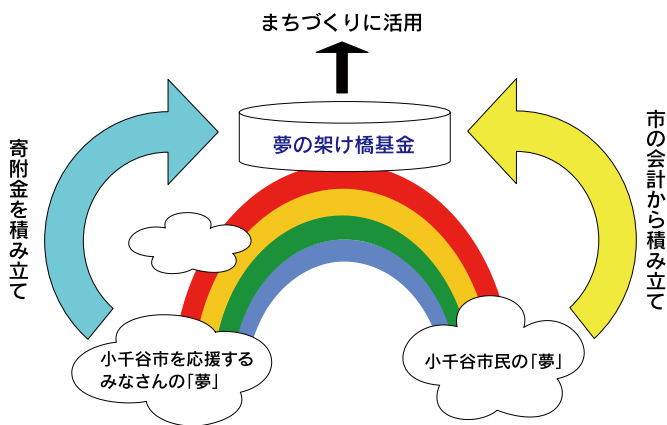 まちづくりに活用
夢の架け橋基金
寄附金を積み立て
市の会計から積み立て
小千谷市を応援する
みなさんの「夢」
小千谷市民の「夢」